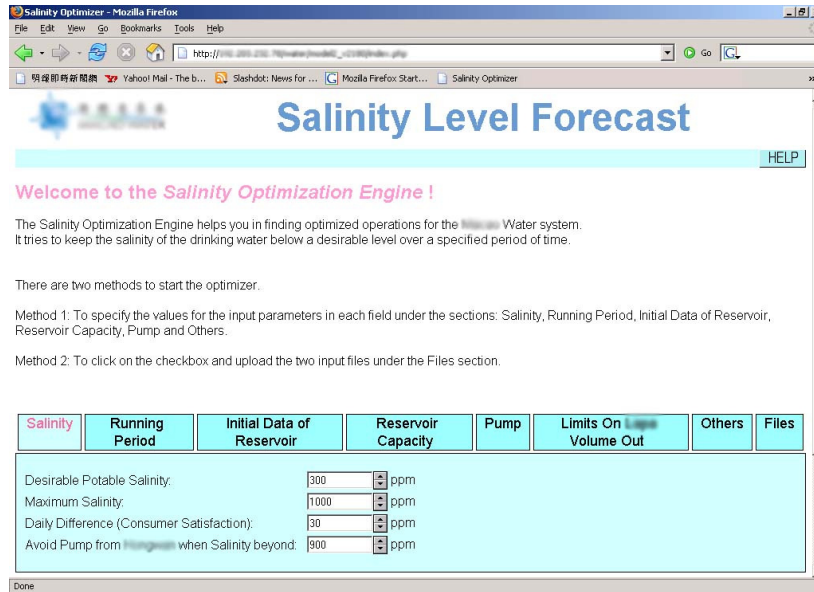 Salinity Optimizer - Mozilla Firefox
File Edit View Go Bookmarks Tools Help
http:// Go
明報即時新聞網 Yahoo! Mail - The b... Slashdot: News for ... Mozilla Firefox Start... Salinity Optimizer
Salinity Level Forecast
HELP
Welcome to the Salinity Optimization Engine !
The Salinity Optimization Engine helps you in finding optimized operations for the Water system.
It tries to keep the salinity of the drinking water below a desirable level over a specified period of time.
There are two methods to start the optimizer.
Method 1: To specify the values for the input parameters in each field under the sections: Salinity, Running Period, Initial Data of Reservoir,
Reservoir Capacity, Pump and Others.
Method 2: To click on the checkbox and upload the two input files under the Files section.
Salinity Running Period Initial Data of Reservoir Reservoir Capacity Pump Limits On Volume Out Others Files
Desirable Potable Salinity: 300 ppm
Maximum Salinity: 1000 ppm
Daily Difference (Consumer Satisfaction): 30 ppm
Avoid Pump from when Salinity beyond: 900 ppm
Done